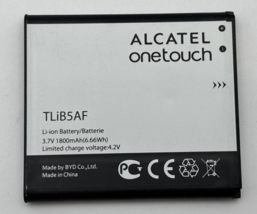 ALCATEL
onetouch
TLiB5AF
Li-ion Battery/Batterie
3.7V 1800mAh(6.66Wh)
Limited charge voltage:4.2V
Made by BYD Co.,Ltd.
Made in China